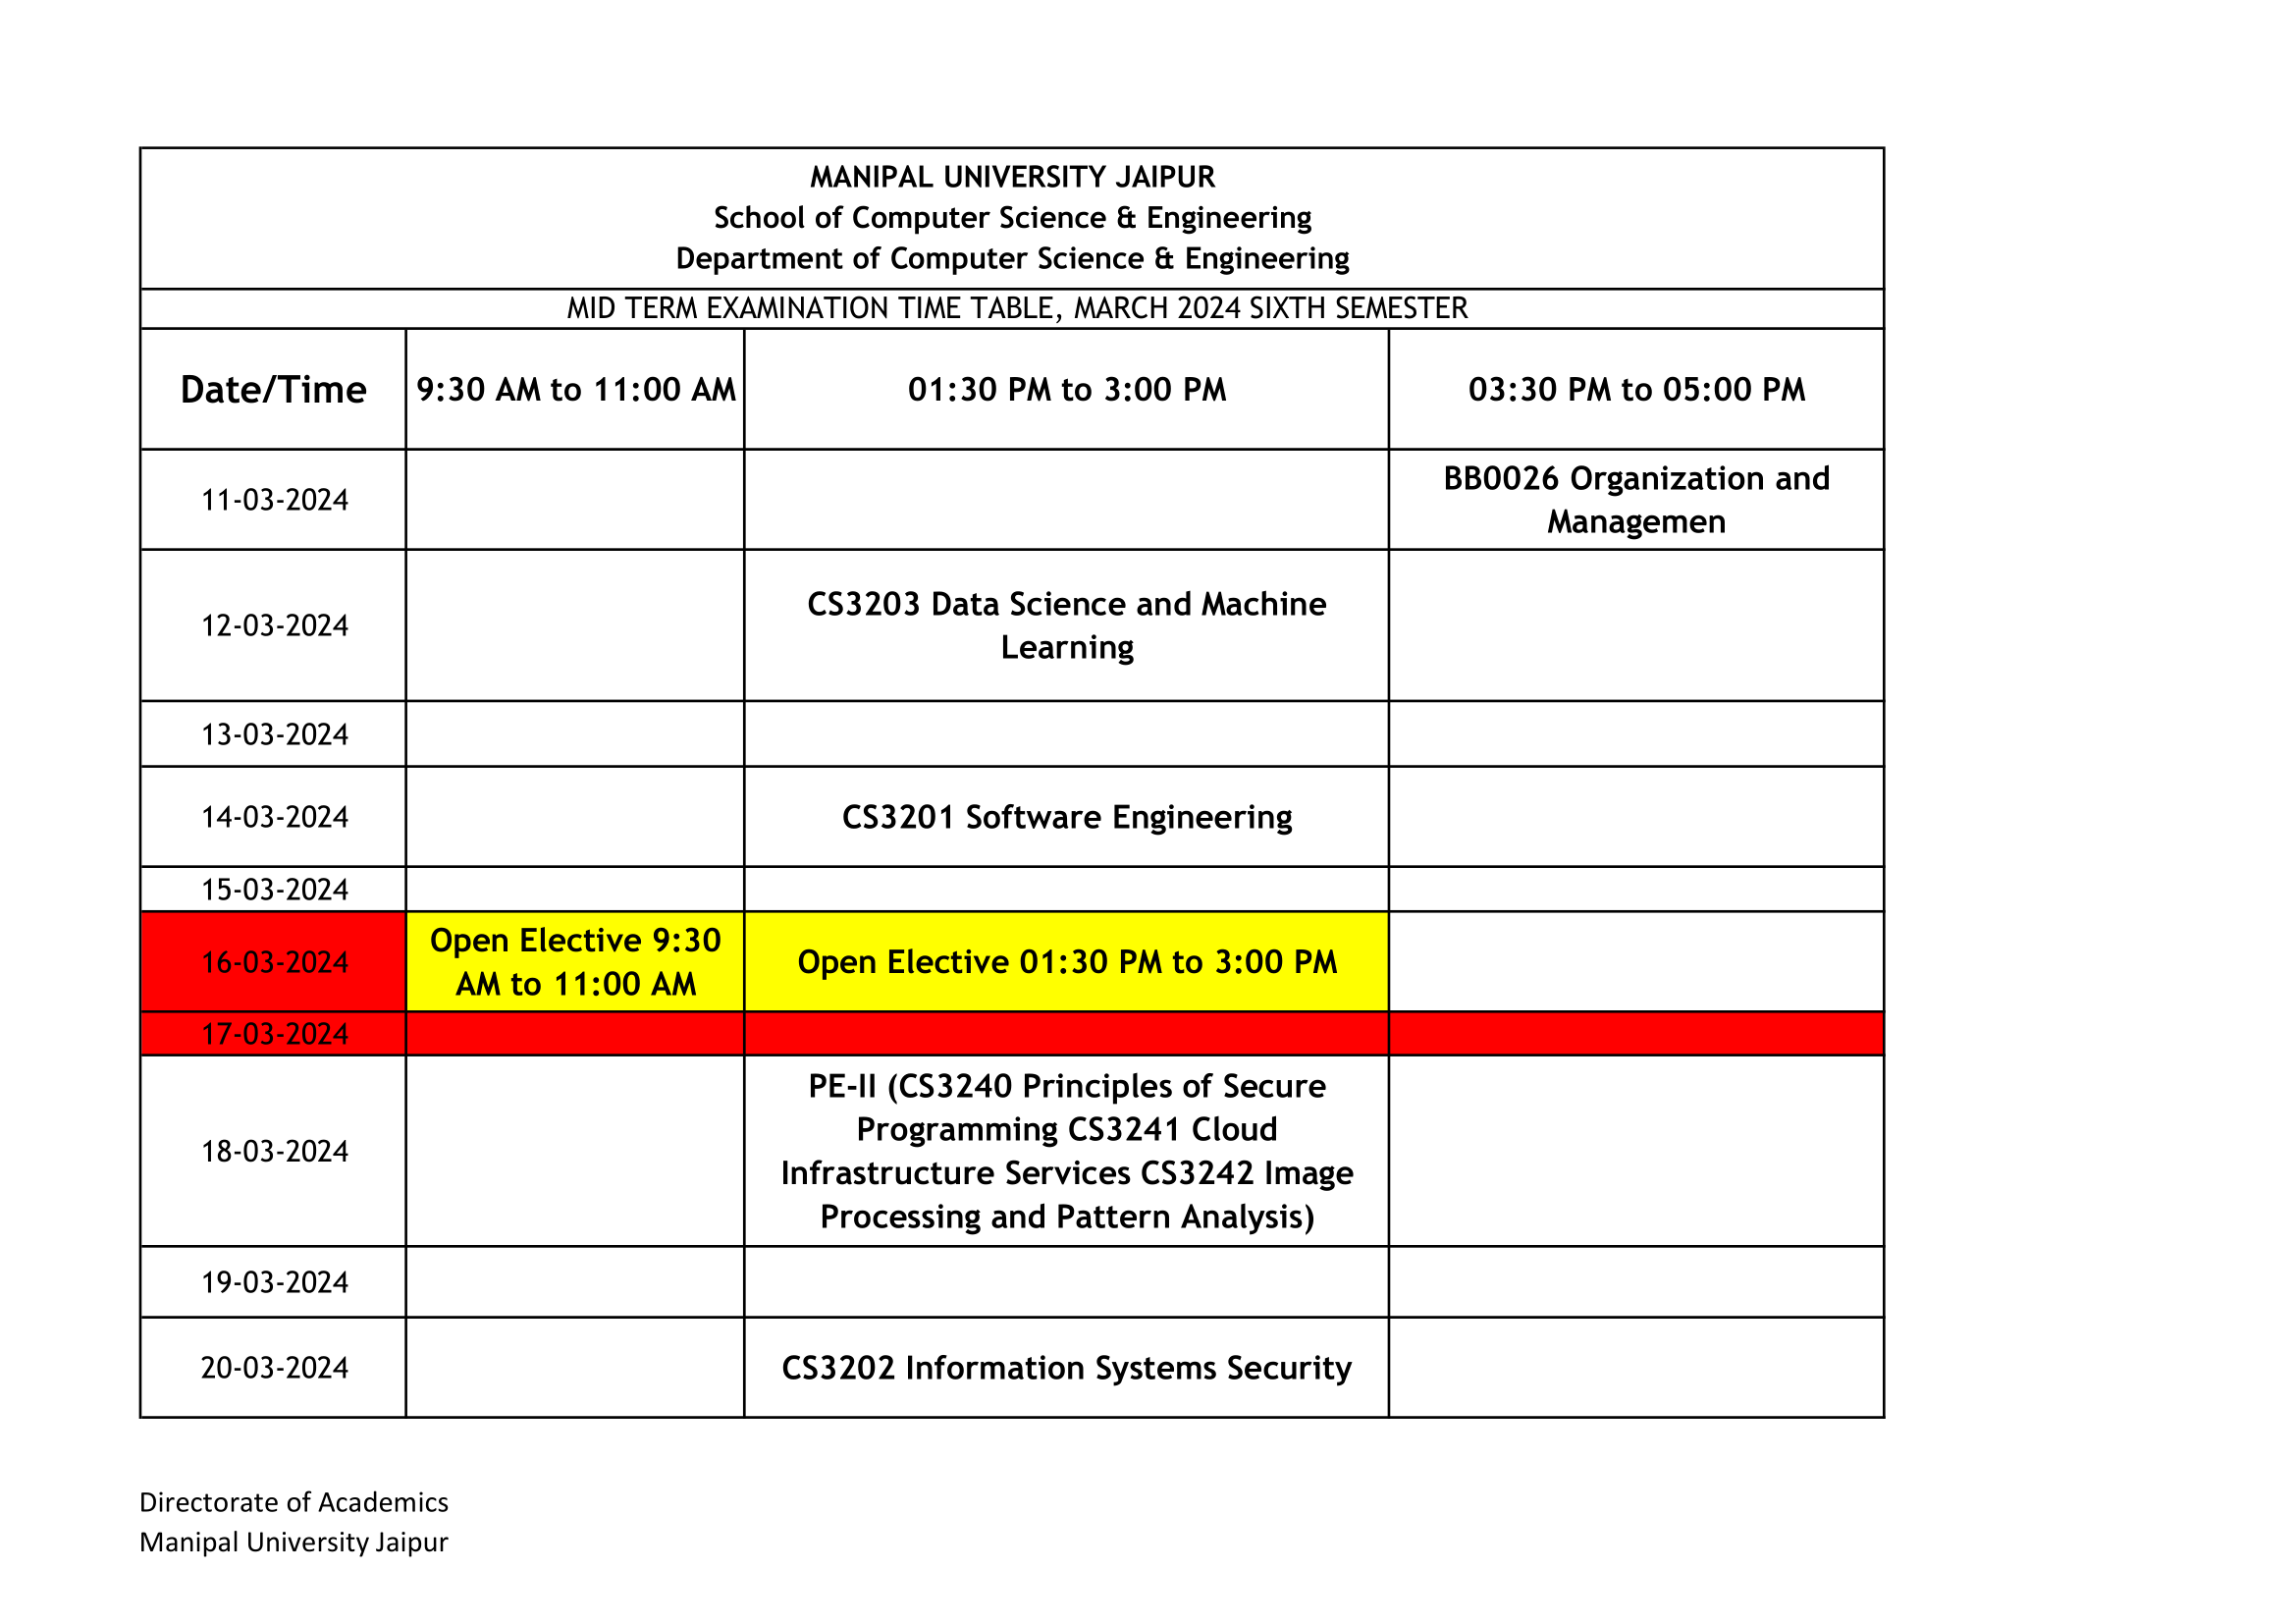 MANIPAL UNIVERSITY JAIPUR
School of Computer Science & Engineering
Department of Computer Science & Engineering
MID TERM EXAMINATION TIME TABLE, MARCH 2024 SIXTH SEMESTER
Date/Time
9:30 AM to 11:00 AM
01:30 PM to 3:00 PM
03:30 PM to 05:00 PM
11-03-2024
BB0026 Organization and
Managemen
12-03-2024
CS3203 Data Science and Machine
Learning
13-03-2024
14-03-2024
CS3201 Software Engineering
15-03-2024
16-03-2024
Open Elective 9:30
AM to 11:00 AM
Open Elective 01:30 PM to 3:00 PM
17-03-2024
18-03-2024
PE-II (CS3240 Principles of Secure
Programming CS3241 Cloud
Infrastructure Services CS3242 Image
Processing and Pattern Analysis)
19-03-2024
20-03-2024
CS3202 Information Systems Security
Directorate of Academics
Manipal University Jaipur